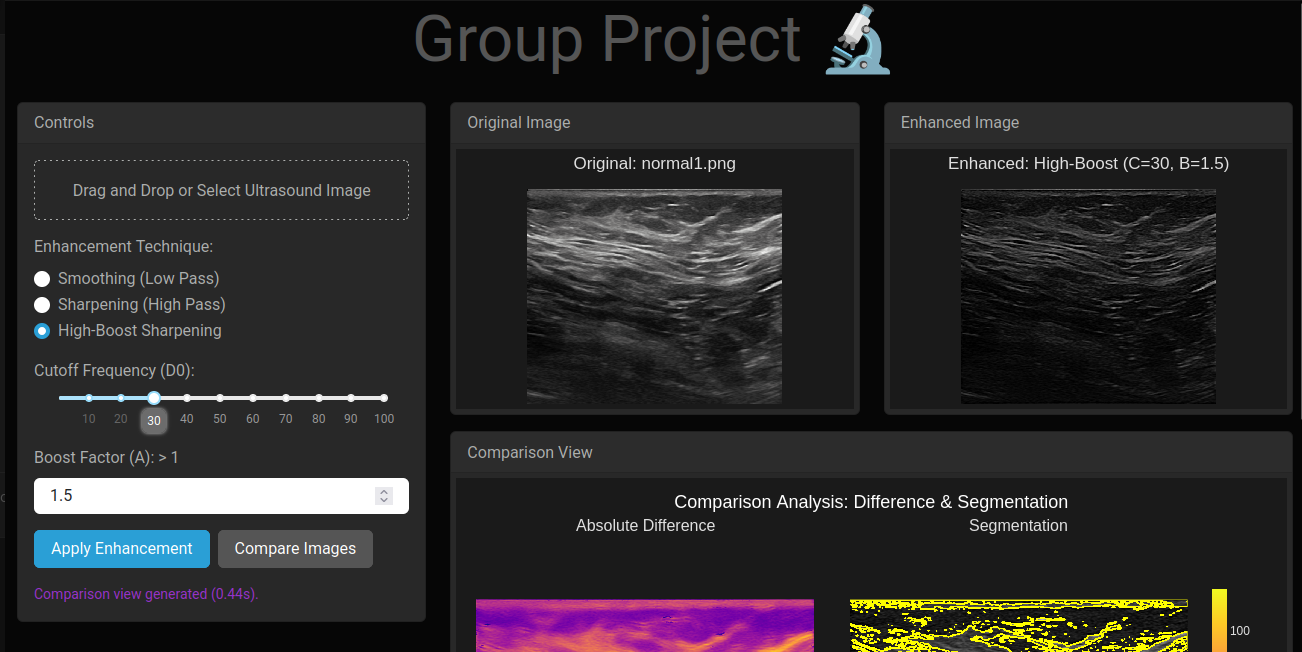 Group Project 🔬
Controls
Drag and Drop or Select Ultrasound Image
Enhancement Technique:
Smoothing (Low Pass)
Sharpening (High Pass)
High-Boost Sharpening
Cutoff Frequency (D0):
10 20 30 40 50 60 70 80 90 100
Boost Factor (A): > 1
1.5
Apply Enhancement Compare Images
Comparison view generated (0.44s).
Original Image
Original: normal1.png
Enhanced Image
Enhanced: High-Boost (C=30, B=1.5)
Comparison View
Comparison Analysis: Difference & Segmentation
Absolute Difference Segmentation
100